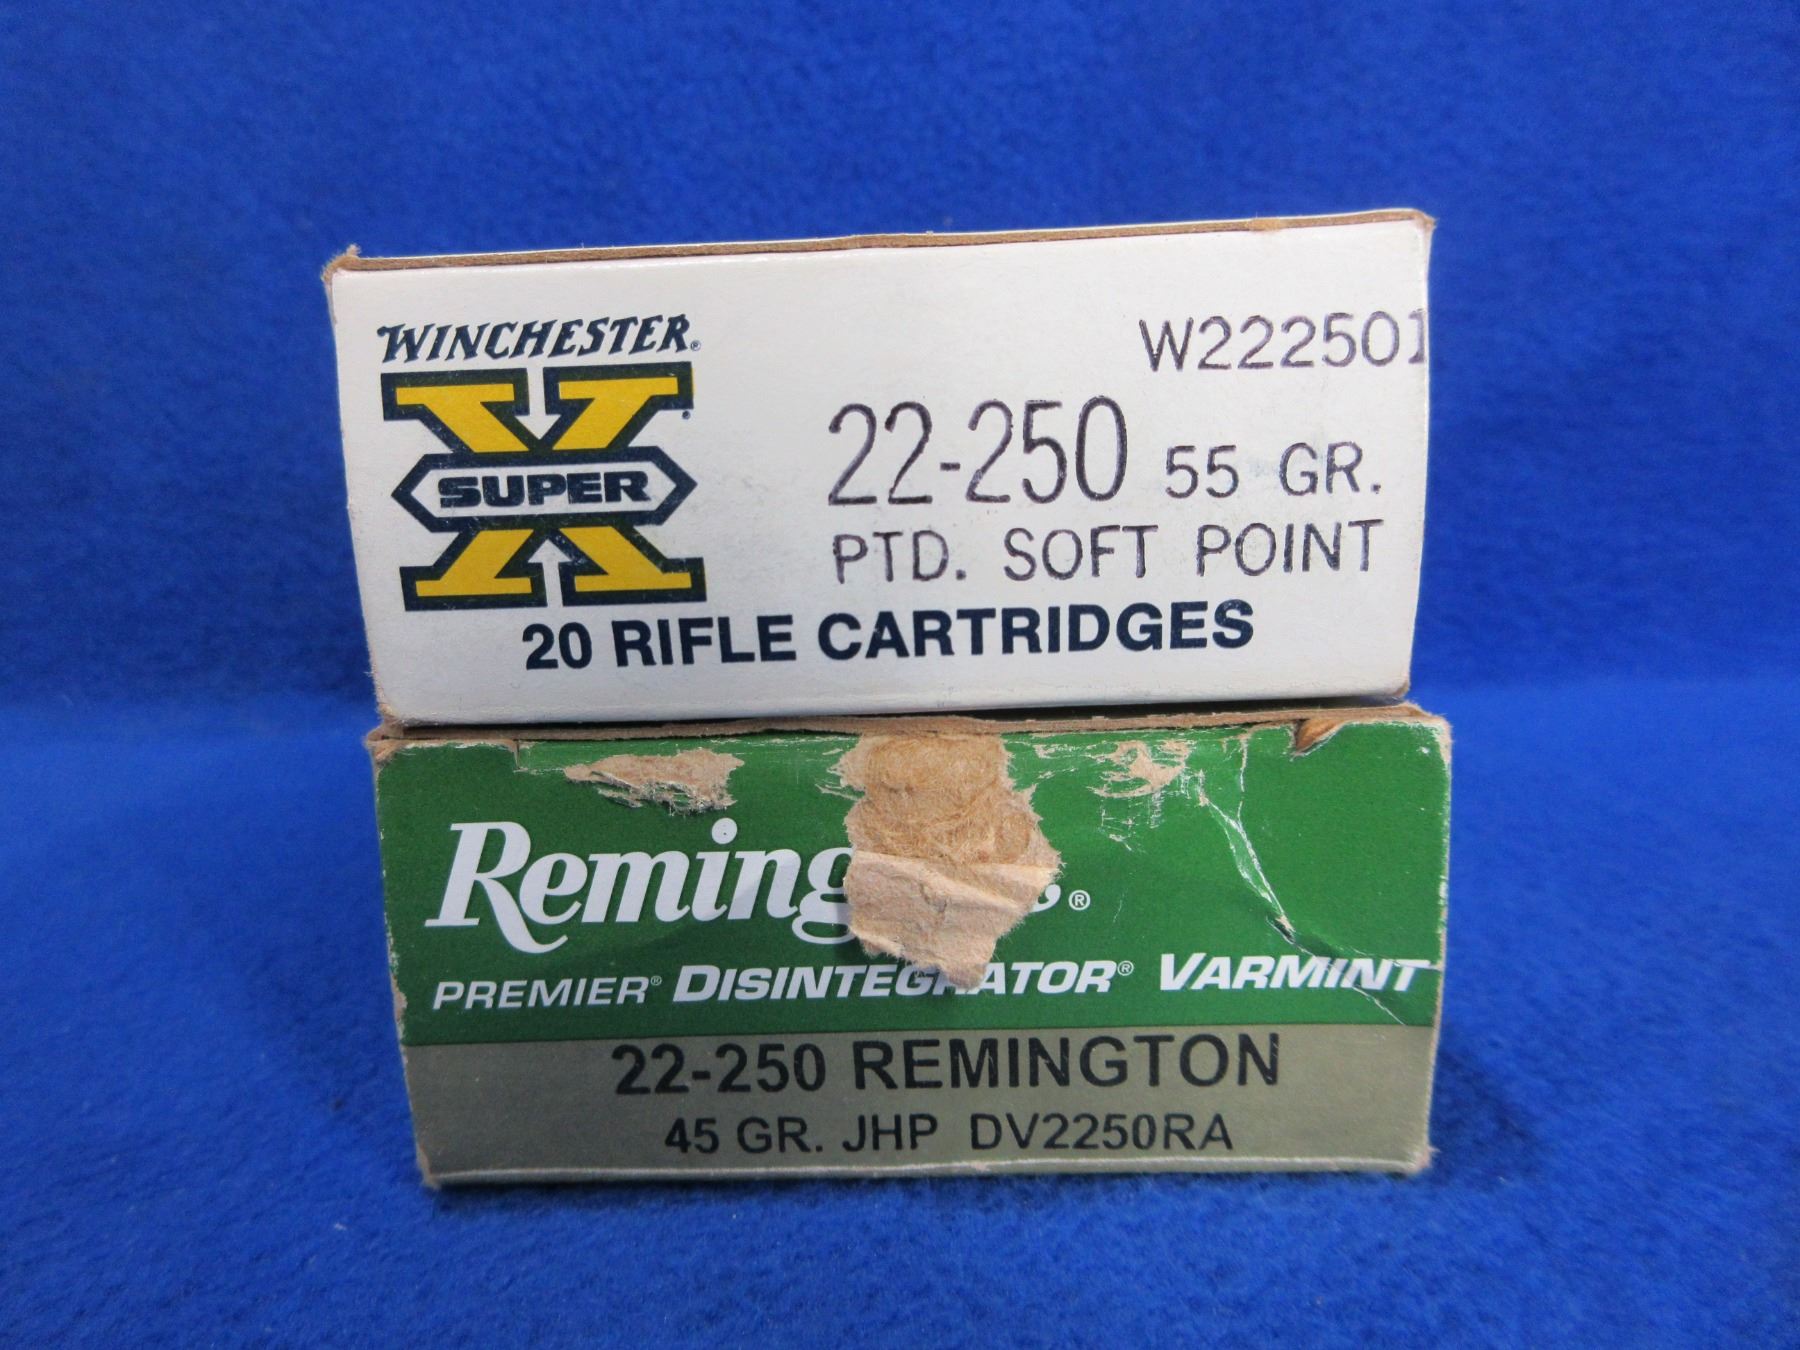 WINCHESTER®
SUPER X
W222501
22-250 55 GR.
PTD. SOFT POINT
20 RIFLE CARTRIDGES
PREMIER® DISINTEGRATOR® VARMINT
22-250 REMINGTON
45 GR. JHP DV2250RA